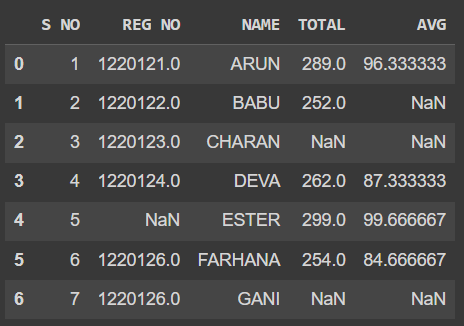 S NO REG NO NAME TOTAL AVG
0 1 1220121.0 ARUN 289.0 96.333333
1 2 1220122.0 BABU 252.0 NaN
2 3 1220123.0 CHARAN NaN NaN
3 4 1220124.0 DEVA 262.0 87.333333
4 5 NaN ESTER 299.0 99.666667
5 6 1220126.0 FARHANA 254.0 84.666667
6 7 1220126.0 GANI NaN NaN